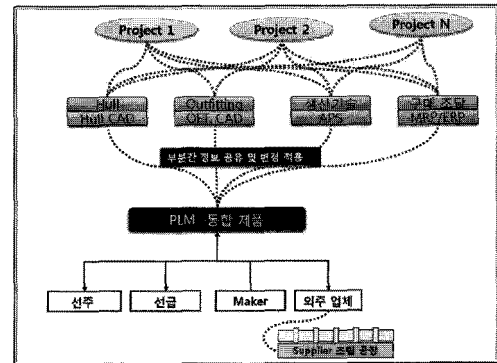 Project 1
Project 2
Project N
Hull
Hull CAD
Outfitting
OFT. CAD
생산기술
APS
구매 조달
MRP/ERP
부분간 정보 공유 및 변경 적용
PLM 통합 제품
선주
선급
Maker
외주 업체
Supplier 조립 공장